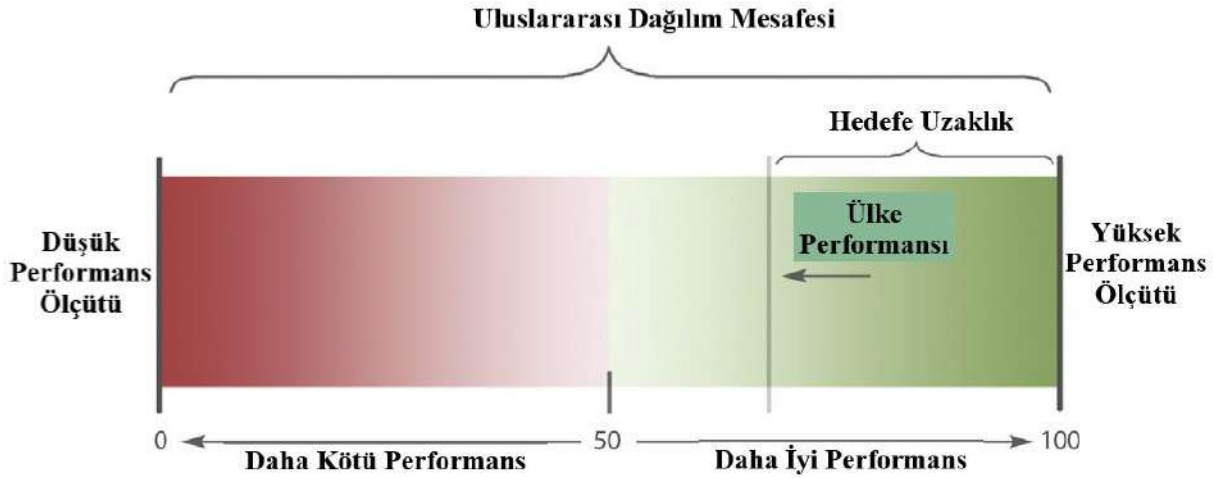 Uluslararası Dağılım Mesafesi
Hedefe Uzaklık
Ülke
Performansı
Düşük
Performans
Ölçütü
Yüksek
Performans
Ölçütü
0
50
100
Daha Kötü Performans
Daha İyi Performans